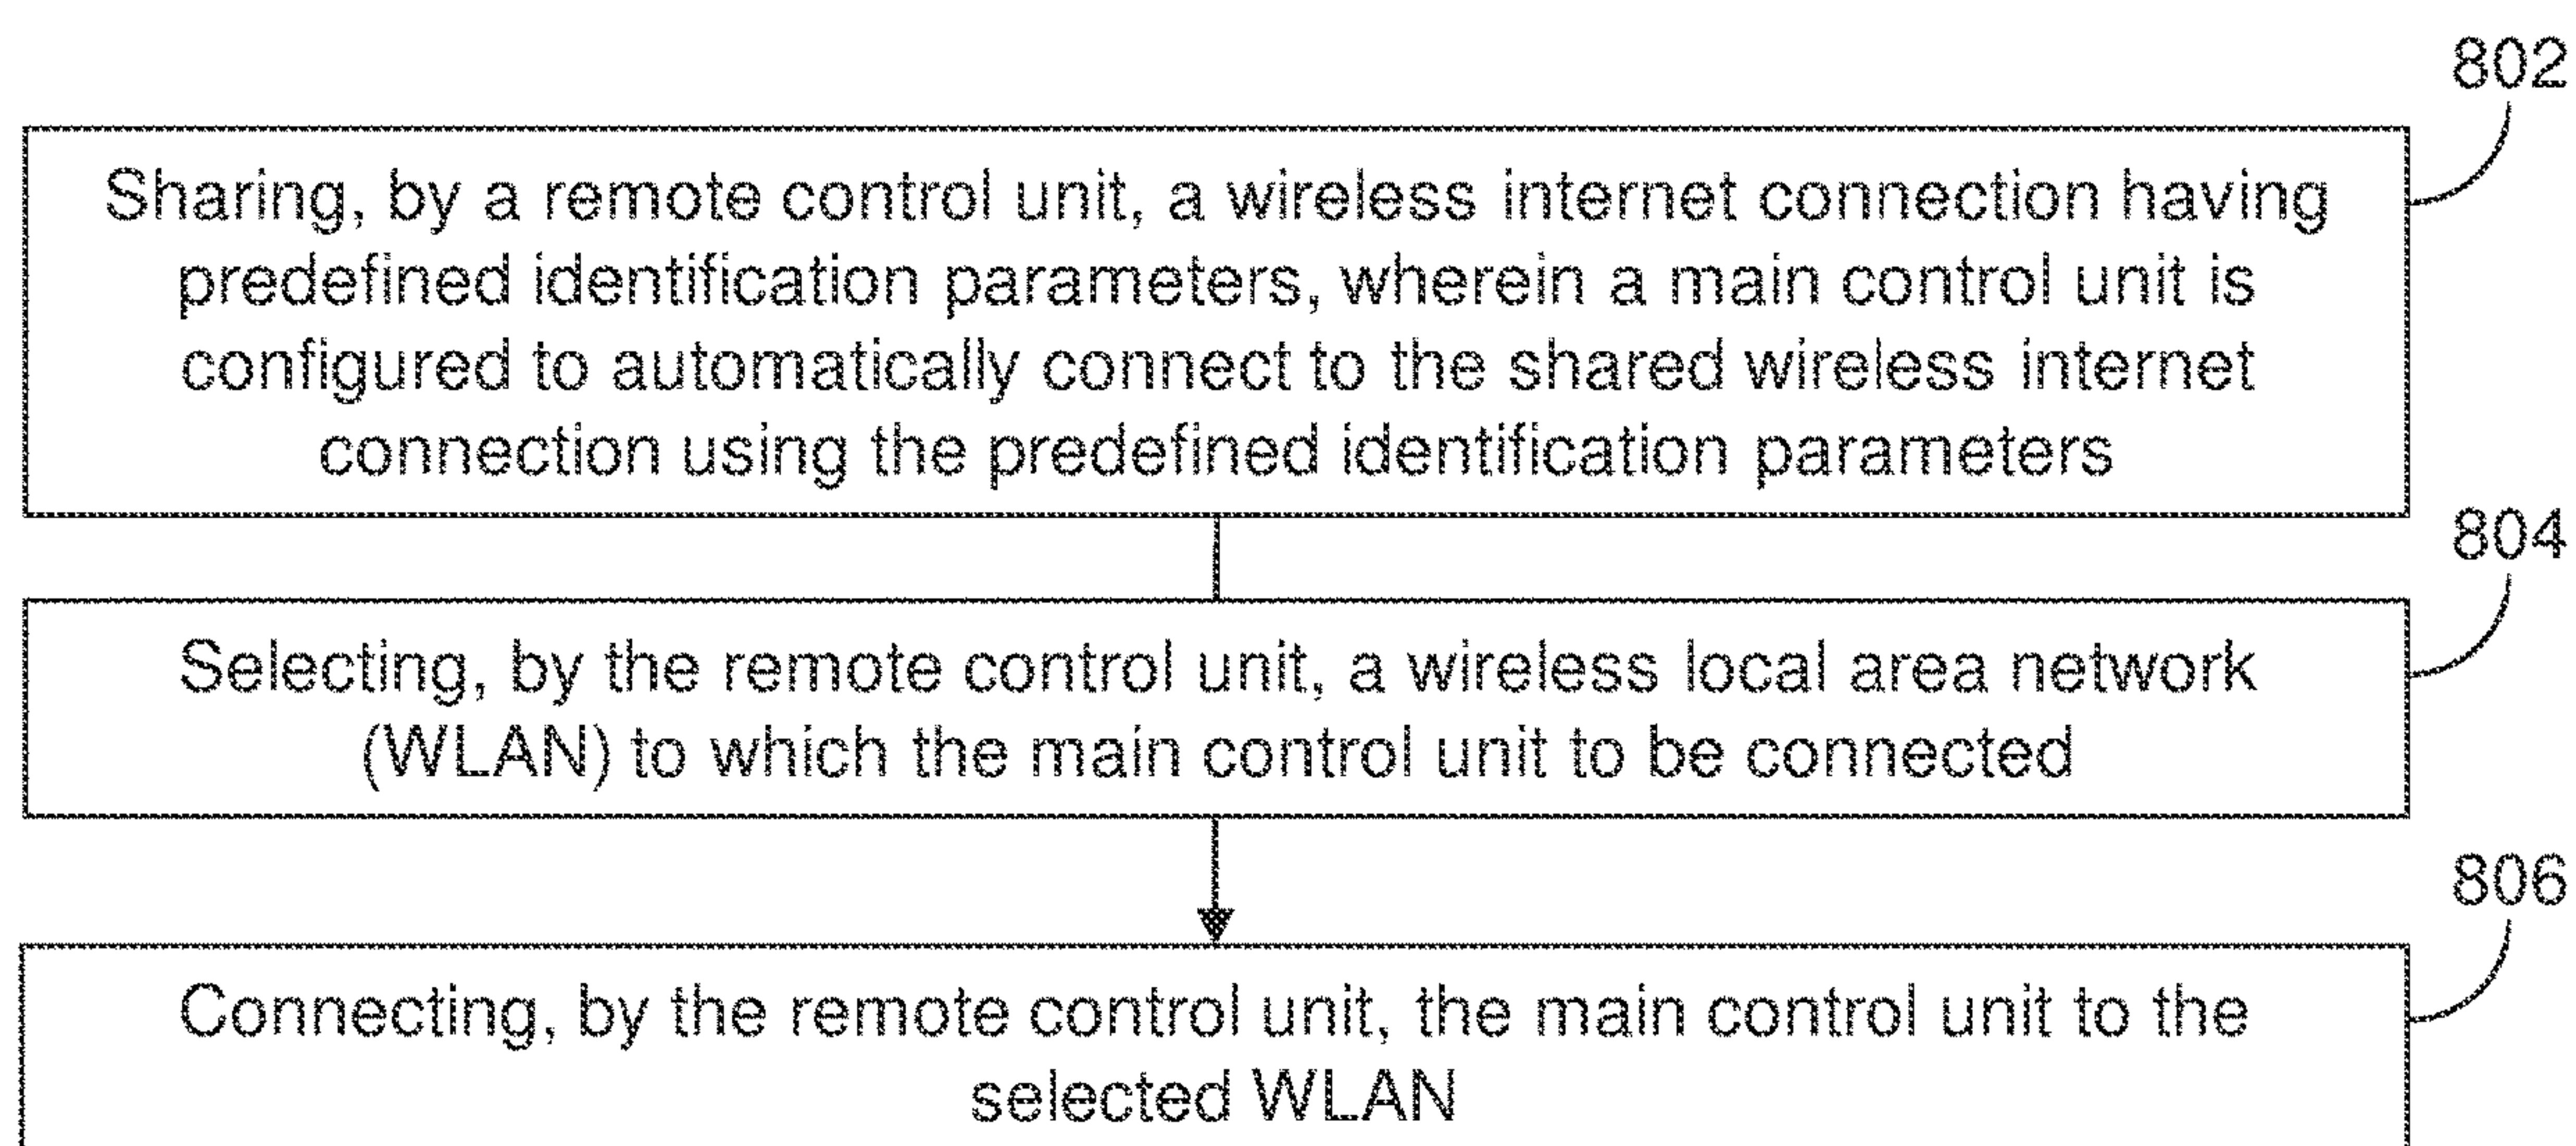 802
Sharing, by a remote control unit, a wireless internet connection having
predefined identification parameters, wherein a main control unit is
configured to automatically connect to the shared wireless internet
connection using the predefined identification parameters
804
Selecting, by the remote control unit, a wireless local area network
(WLAN) to which the main control unit to be connected
806
Connecting, by the remote control unit, the main control unit to the
selected WLAN